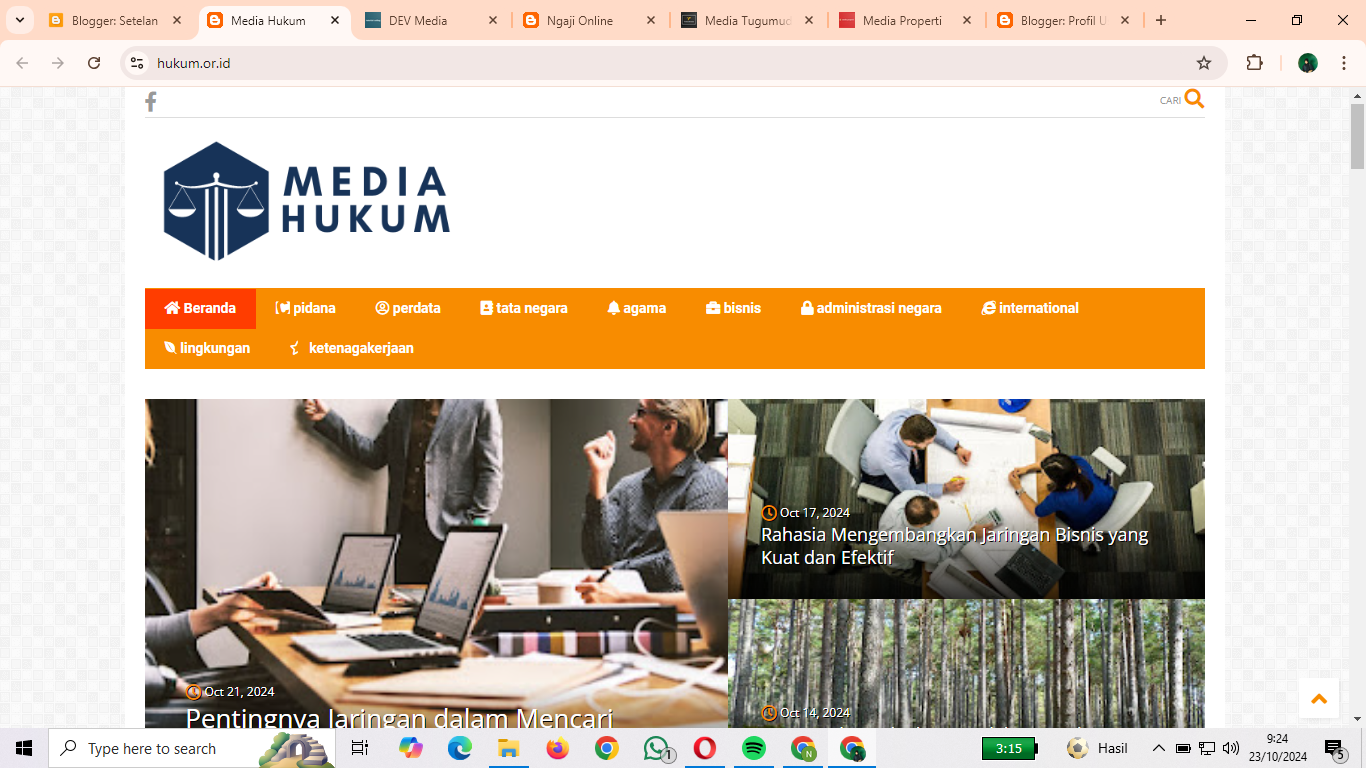 Blogger: Setelan
Media Hukum
DEV Media
Ngaji Online
Media Tugumud
Media Properti
Blogger: Profil U
hukum.or.id
CARI
MEDIA
HUKUM
Beranda
pidana
perdata
tata negara
agama
bisnis
administrasi negara
international
lingkungan
ketenagakerjaan
Oct 21, 2024
Pentingnya Jaringan dalam Mencari
Oct 17, 2024
Rahasia Mengembangkan Jaringan Bisnis yang
Kuat dan Efektif
Oct 14, 2024
Type here to search
1
N
3:15
Hasil
9:24
23/10/2024
5